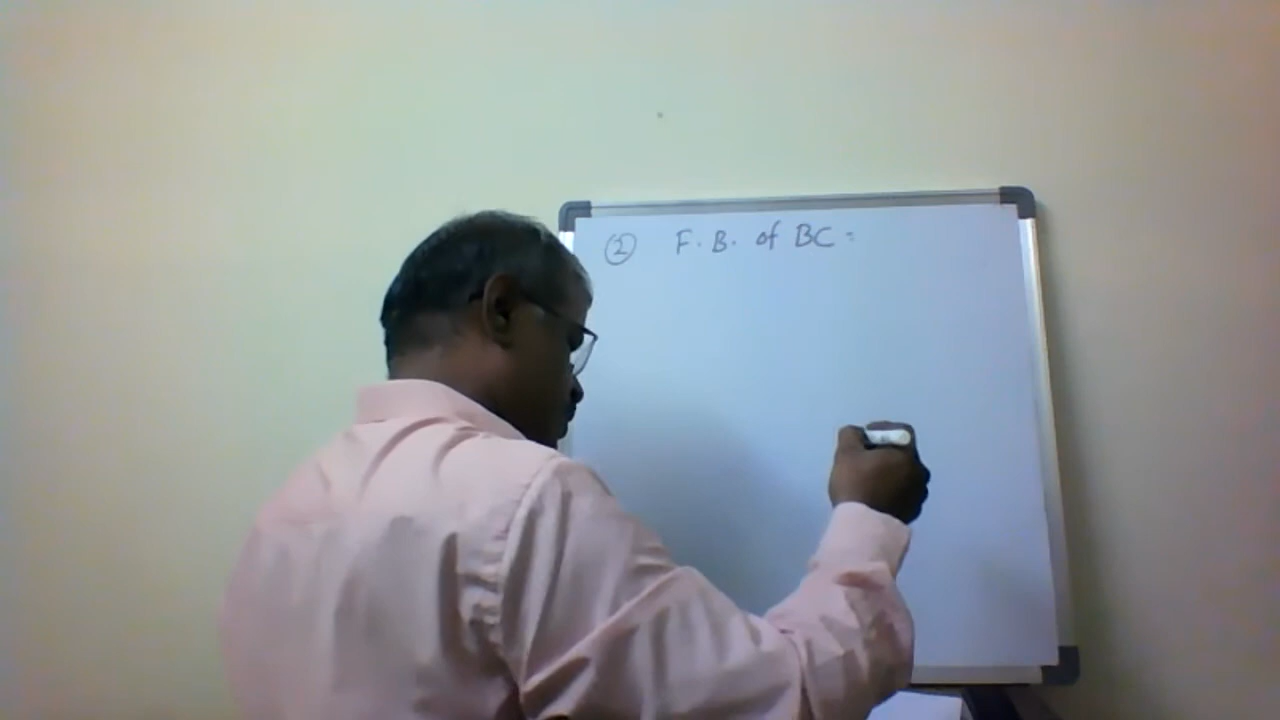 ② F. B. of BC =